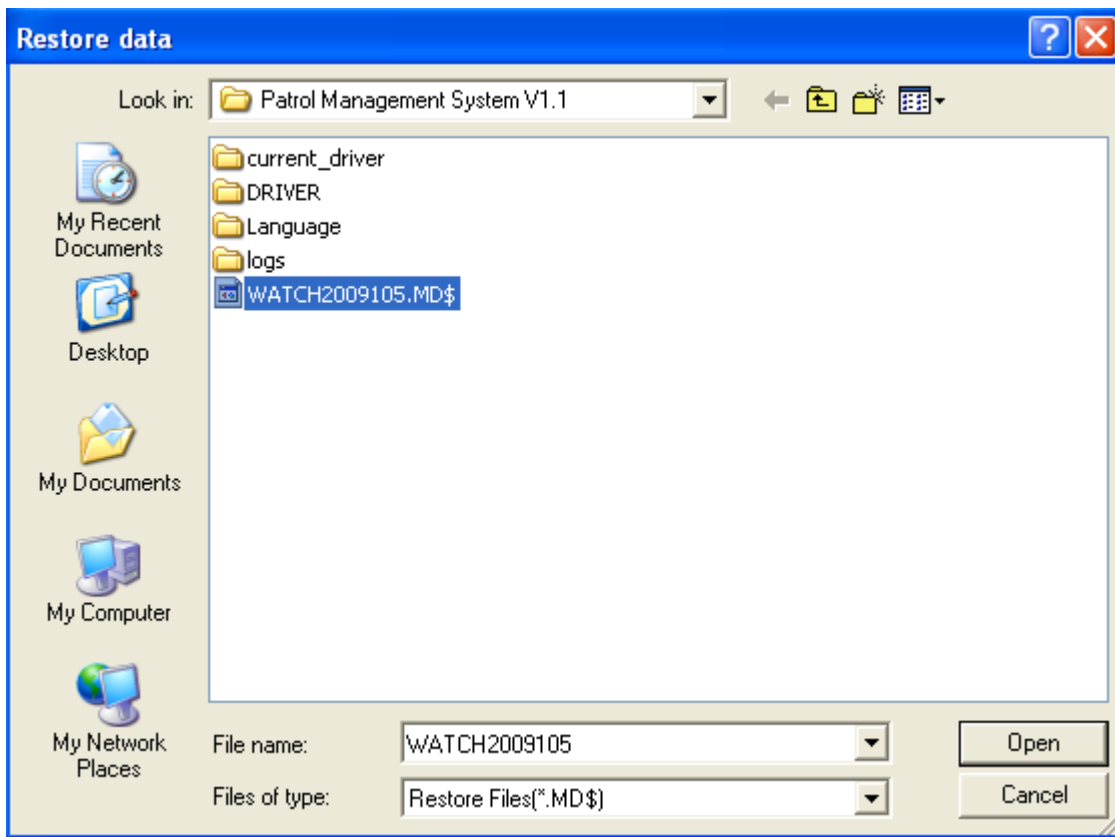 Restore data
Look in:
Patrol Management System V1.1
My Recent
Documents
Desktop
My Documents
My Computer
My Network
Places
current_driver
DRIVER
Language
logs
WATCH2009105.MD$
File name:
WATCH2009105
Open
Files of type:
Restore Files(*.MD$)
Cancel